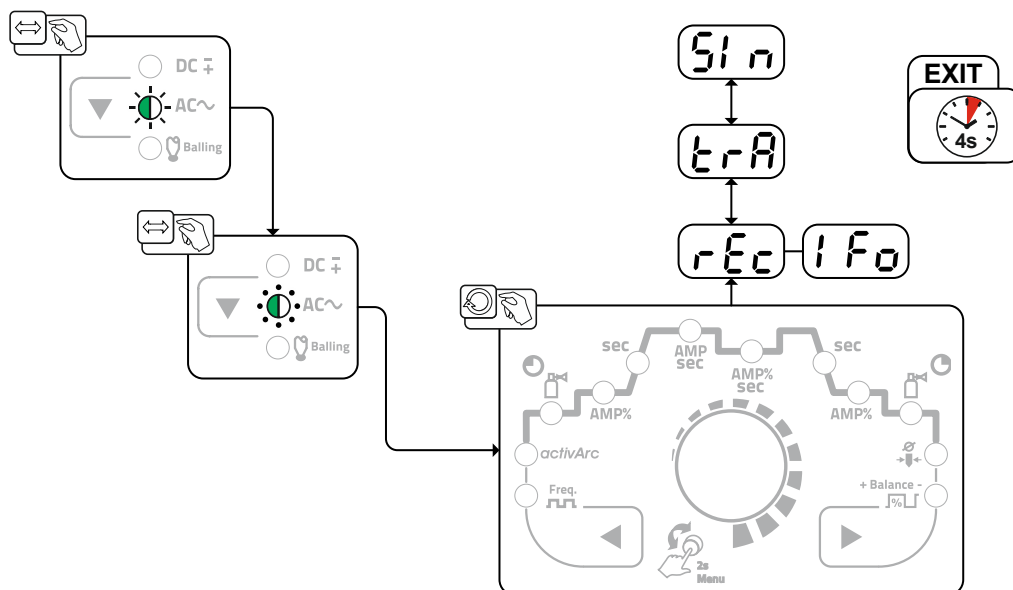 SIn
EXIT
4s
DC
AC
Balling
trA
rEc
IFo
DC
AC
Balling
sec
AMP
sec
AMP%
sec
sec
AMP%
AMP%
activArc
Freq.
+ Balance -
%
2s
Menu